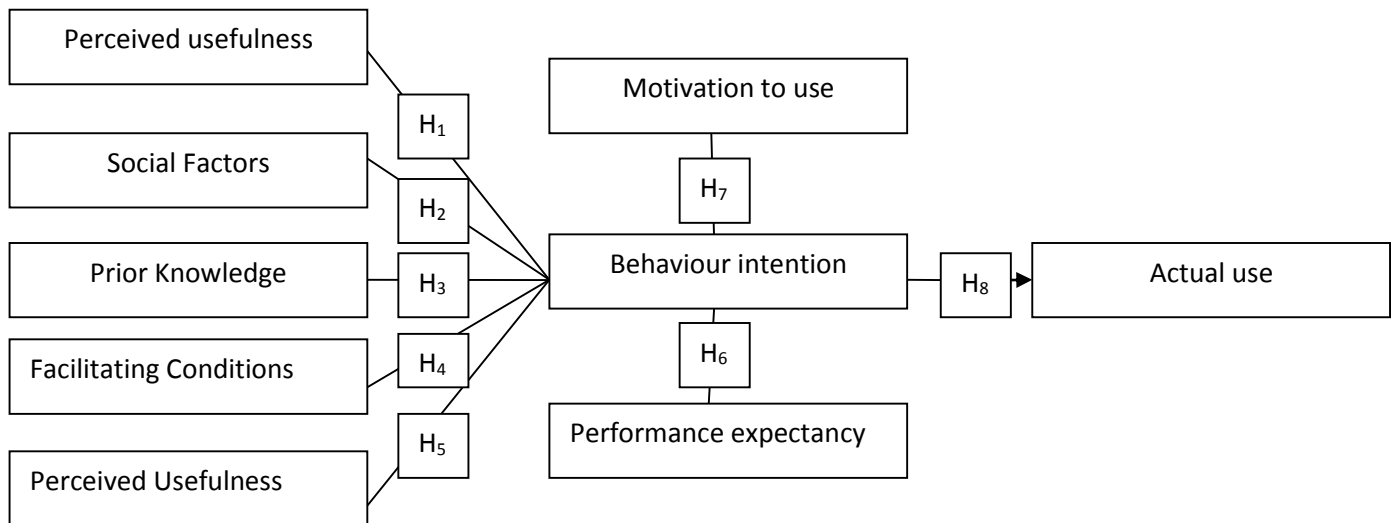 Perceived usefulness
Motivation to use
H₁
Social Factors
H₂
H₇
Prior Knowledge
H₃
Behaviour intention
H₈
Actual use
Facilitating Conditions
H₄
H₆
H₅
Performance expectancy
Perceived Usefulness